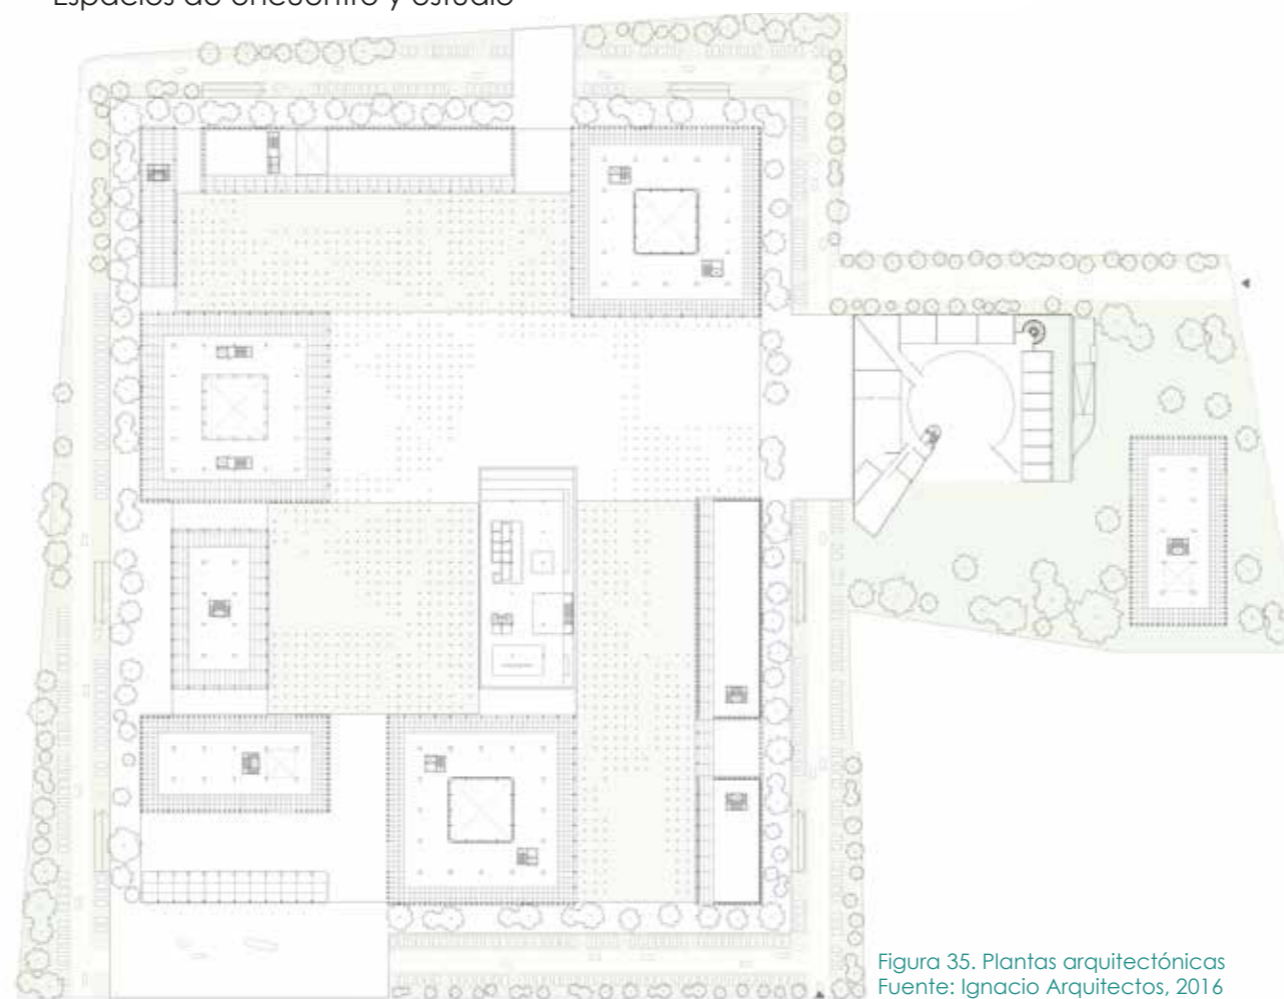 Espacios de encuentro y estudio
Figura 35. Plantas arquitectónicas
Fuente: Ignacio Arquitectos, 2016